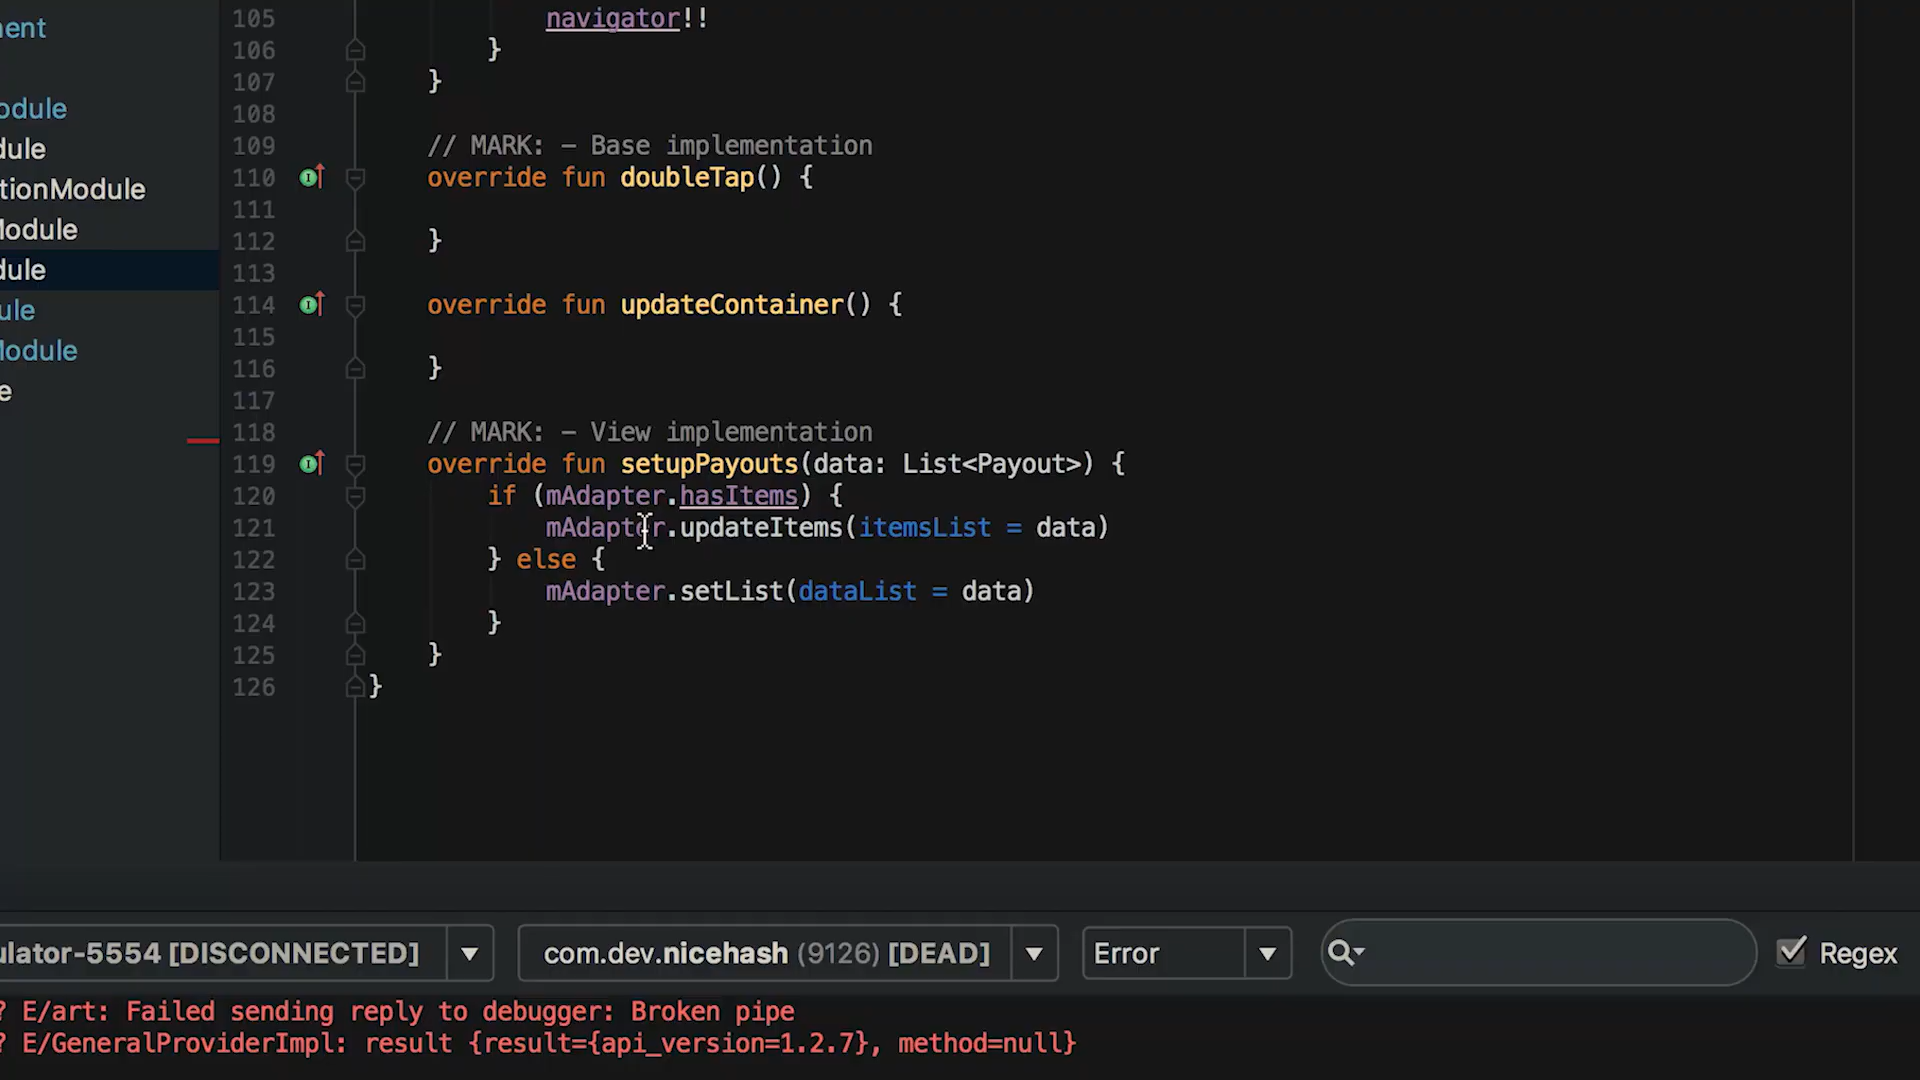 105 navigator!!
ent
106 }
107 }
odule
108
// MARK: – Base implementation
dule
109
110 override fun doubleTap() {
tionModule
111
Module
112 }
dule
113
114 override fun updateContainer() {
ule
115
Module
116 }
e
117
118 // MARK: – View implementation
119 override fun setupPayouts(data: List<Payout>) {
120 if (mAdapter.hasItems) {
121 mAdapter.updateItems(itemsList = data)
122 } else {
123 mAdapter.setList(dataList = data)
124 }
125 }
126 }
ulator-5554 [DISCONNECTED] com.dev.nicehash (9126) [DEAD] Error Regex
? E/art: Failed sending reply to debugger: Broken pipe
? E/GeneralProviderImpl: result {result={api_version=1.2.7}, method=null}